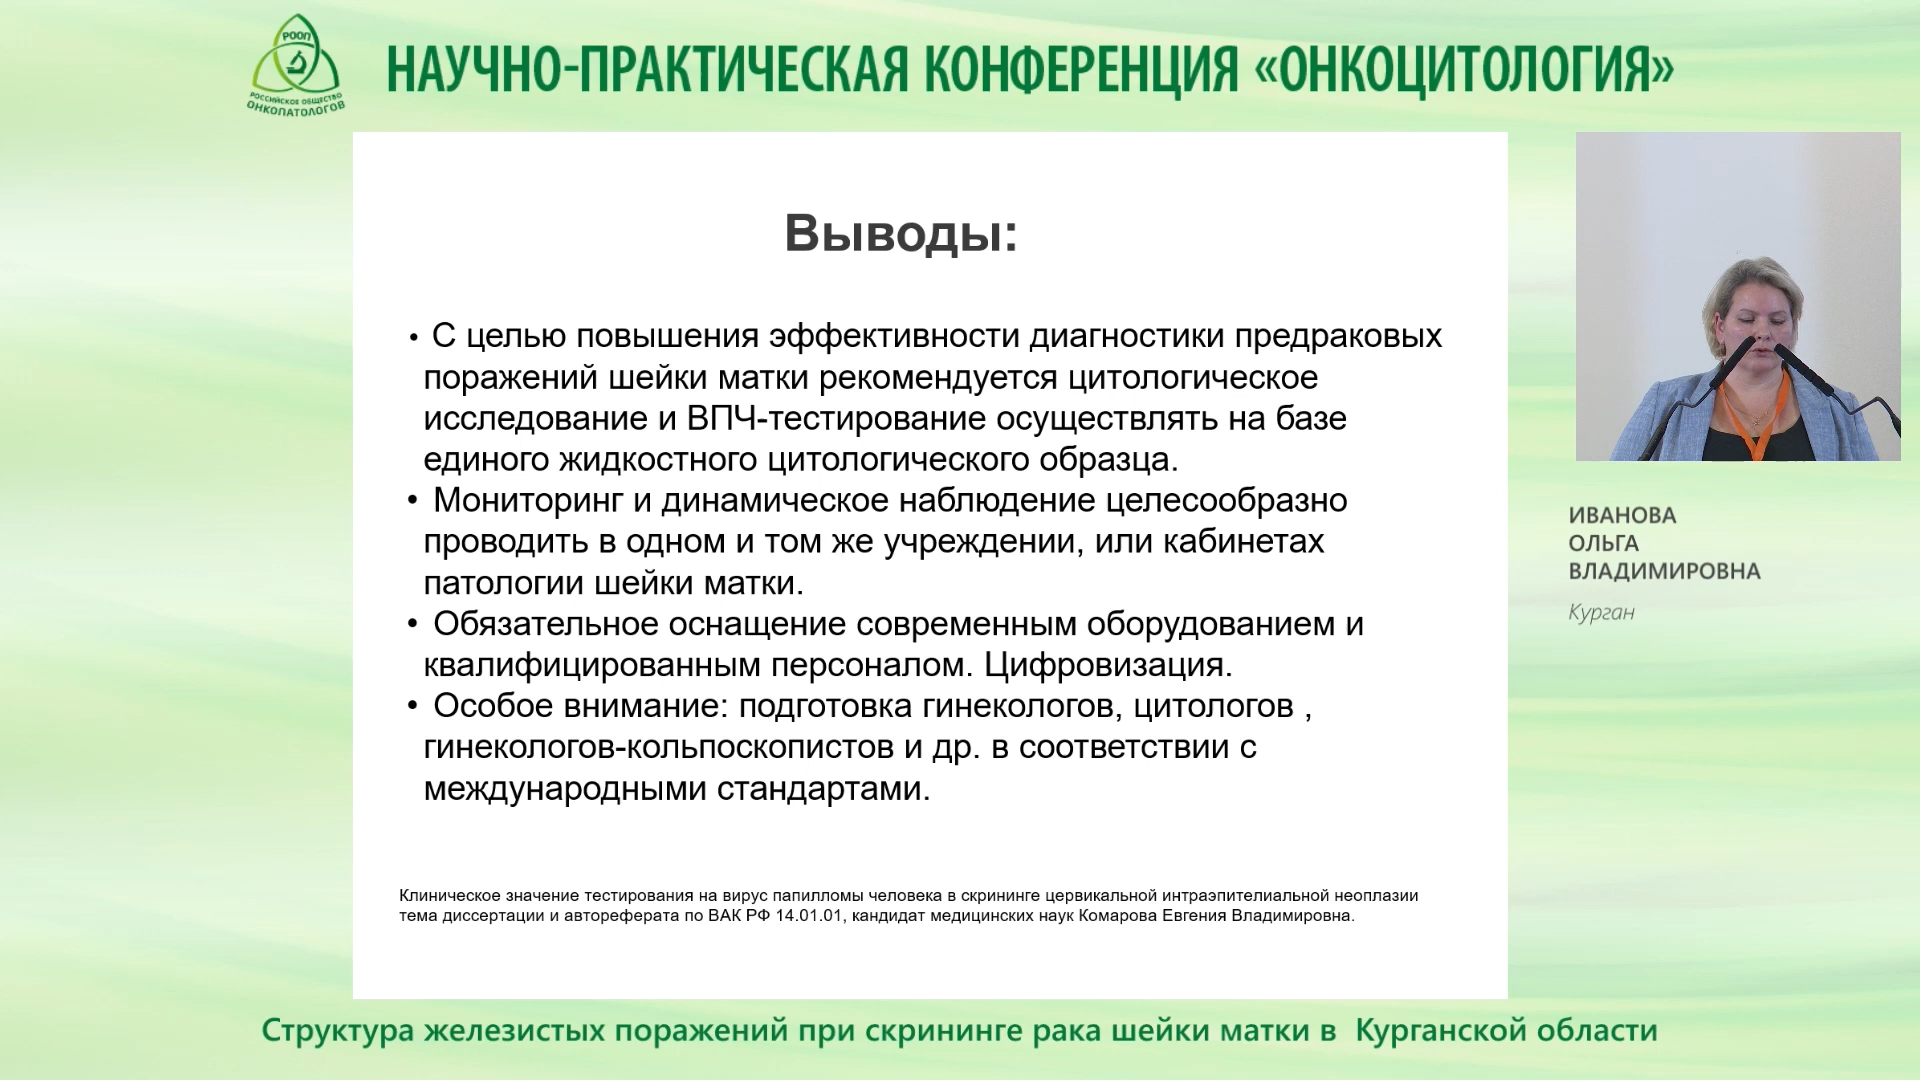 РООП
РОССИЙСКОЕ ОБЩЕСТВО
ОНКОПАТОЛОГОВ
НАУЧНО-ПРАКТИЧЕСКАЯ КОНФЕРЕНЦИЯ «ОНКОЦИТОЛОГИЯ»
Выводы:
• С целью повышения эффективности диагностики предраковых
поражений шейки матки рекомендуется цитологическое
исследование и ВПЧ-тестирование осуществлять на базе
единого жидкостного цитологического образца.
• Мониторинг и динамическое наблюдение целесообразно
проводить в одном и том же учреждении, или кабинетах
патологии шейки матки.
• Обязательное оснащение современным оборудованием и
квалифицированным персоналом. Цифровизация.
• Особое внимание: подготовка гинекологов, цитологов ,
гинекологов-кольпоскопистов и др. в соответствии с
международными стандартами.
Клиническое значение тестирования на вирус папилломы человека в скрининге цервикальной интраэпителиальной неоплазии
тема диссертации и автореферата по ВАК РФ 14.01.01, кандидат медицинских наук Комарова Евгения Владимировна.
ИВАНОВА
ОЛЬГА
ВЛАДИМИРОВНА
Курган
Структура железистых поражений при скрининге рака шейки матки в  Курганской области